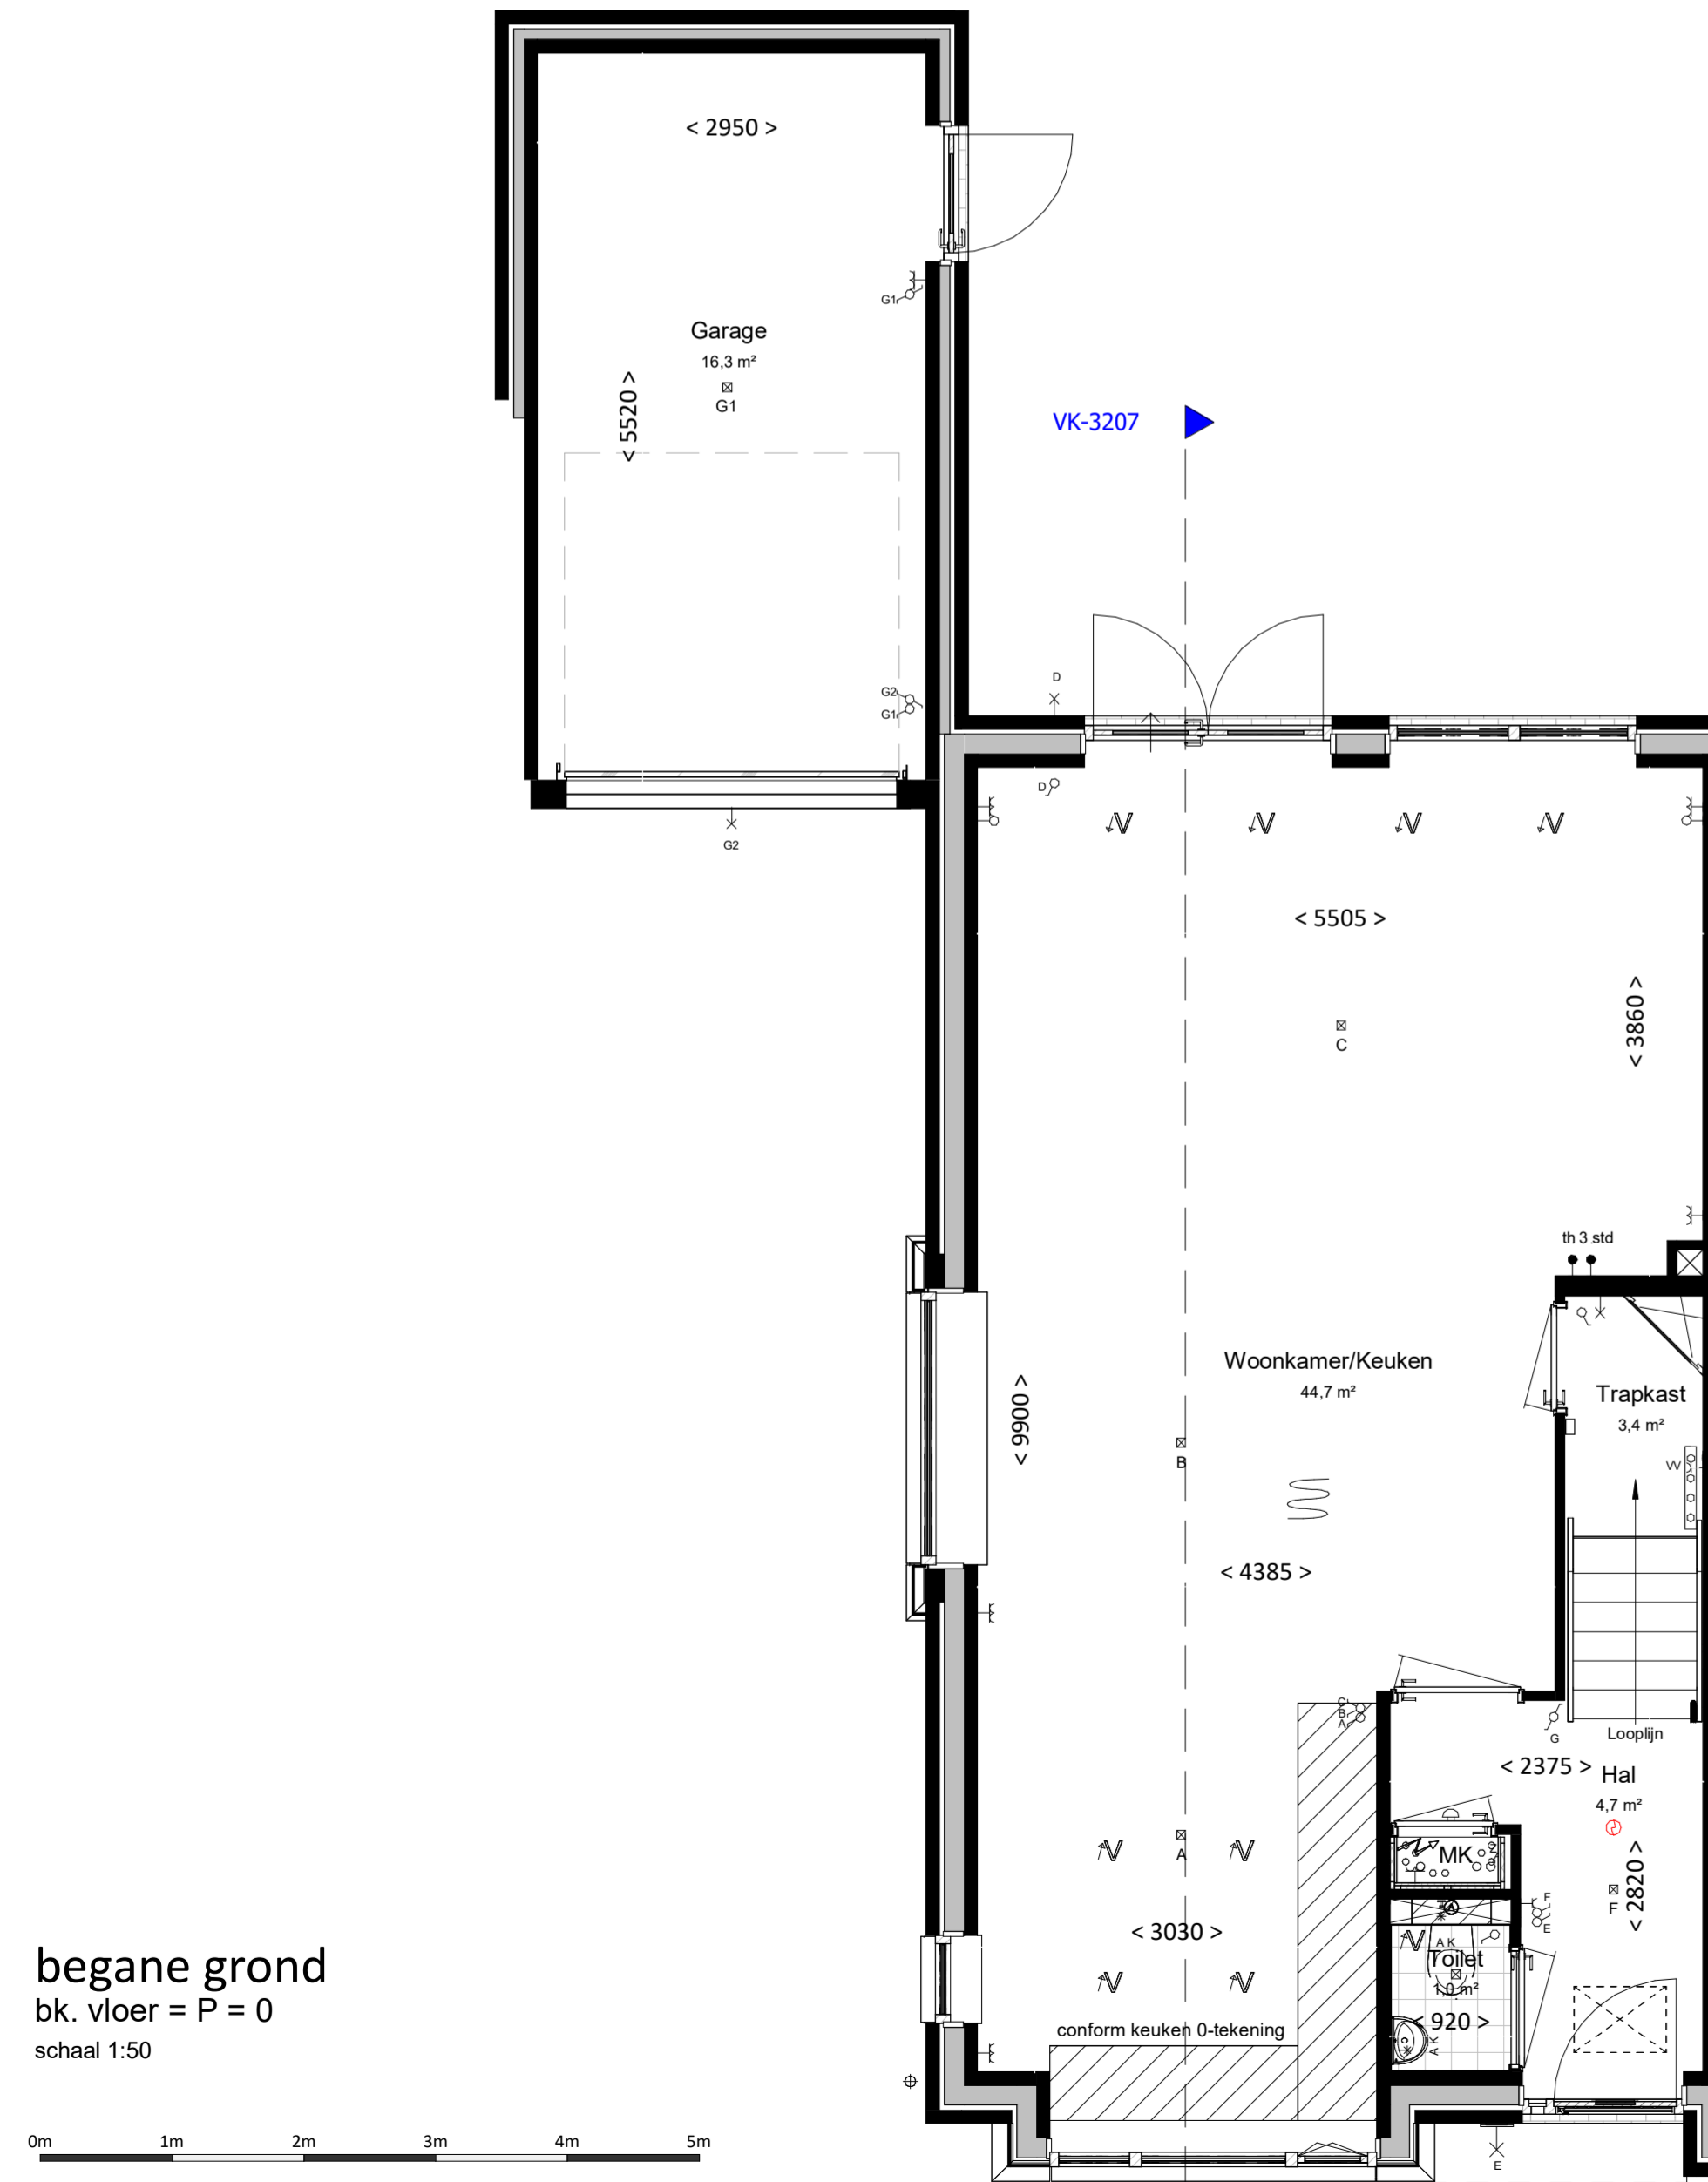 < 2950 >
G1
Garage
16,3 m²
G1
< 5520 >
VK-3207
D
G2
G1
D
G2
V V V V
< 5505 >
< 3860 >
C
th 3 std
Woonkamer/Keuken
44,7 m²
Trapkast
3,4 m²
< 9900 >
B
VV
< 4385 >
C
B
A
G
Looplijn
< 2375 >
Hal
4,7 m²
V V
A
MK
Z
F
< 2820 >
F
E
< 3030 >
V
A K
Toilet
1,0 m²
V V
< 920 >
A K
conform keuken 0-tekening
E
begane grond
bk. vloer = P = 0
schaal 1:50
0m 1m 2m 3m 4m 5m